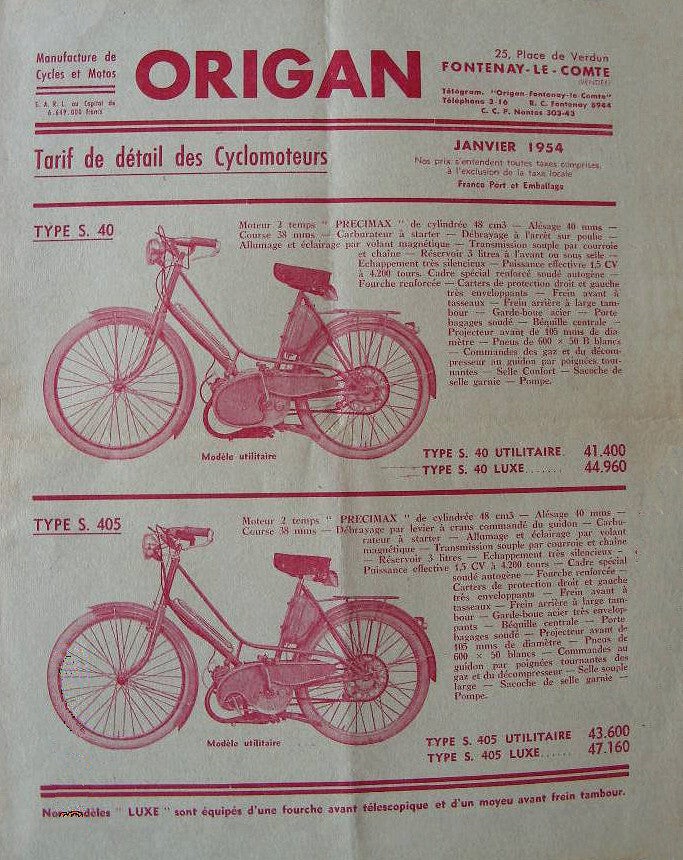 Manufacture de
Cycles et Motos
S. A. R. L. au Capital de
6.649.000 francs
ORIGAN
25, Place de Verdun
FONTENAY-LE-COMTE
(VENDÉE)
Télégram. "Origan-Fontenay-le-Comte"
Téléphone 2-16 R. C. Fontenay 5944
C. C. P. Nantes 303-43
Tarif de détail des Cyclomoteurs
JANVIER 1954
Nos prix s'entendent toutes taxes comprises,
à l'exclusion de la taxe locale
Franco Port et Emballage
TYPE S. 40
Moteur 2 temps " PRECIMAX " de cylindrée 48 cm3 — Alésage 40 mms —
Course 38 mms — Carburateur à starter — Débrayage à l'arrêt sur poulie —
Allumage et éclairage par volant magnétique — Transmission souple par courroie
et chaîne — Réservoir 3 litres à l'avant ou sous selle —
Echappement très silencieux — Puissance effective 1,5 CV
à 4.200 tours. Cadre spécial renforcé soudé autogène —
Fourche renforcée — Carters de protection droit et gauche
très enveloppants — Frein avant à
tasseaux — Frein arrière à large tam-
bour — Garde-boue acier — Porte-
bagages soudé — Béquille centrale —
Projecteur avant de 105 mms de dia-
mètre — Pneus de 600 × 50 B blancs
— Commandes des gaz et du décom-
presseur au guidon par poignées tour-
nantes — Selle Confort — Sacoche de
selle garnie — Pompe.
Modèle utilitaire
TYPE S. 40 UTILITAIRE. 41.400
TYPE S. 40 LUXE....... 44.960
TYPE S. 405
Moteur 2 temps " PRECIMAX " de cylindrée 48 cm3 — Alésage 40 mms —
Course 38 mms — Débrayage par levier à crans commandé du guidon — Carbu-
rateur à starter — Allumage et éclairage par volant
magnétique — Transmission souple par courroie et chaîne
— Réservoir 3 litres — Echappement très silencieux -
Puissance effective 1,5 CV à 4.200 tours — Cadre spécial
soudé autogène — Fourche renforcée —
Carters de protection droit et gauche
très enveloppants — Frein avant à
tasseaux — Frein arrière à large tam-
bour — Garde-boue acier très envelop-
pants — Béquille centrale — Porte
bagages soudé — Projecteur avant de
105 mms de diamètre — Pneus de
600 × 50 blancs — Commandes au
guidon par poignées tournantes des
gaz et du décompresseur — Selle souple
large — Sacoche de selle garnie —
Pompe.
Modèle utilitaire
TYPE S. 405 UTILITAIRE 43.600
TYPE S. 405 LUXE...... 47.160
" LUXE " sont équipés d'une fourche avant télescopique et d'un moyeu avant frein tambour.